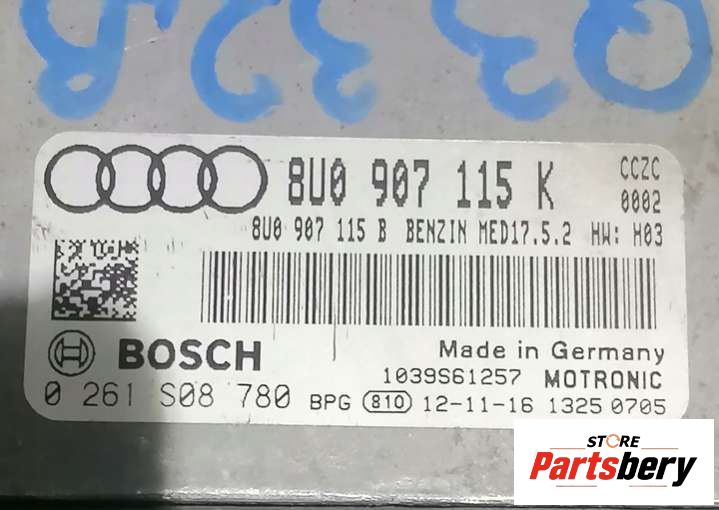 8U0 907 115 K CCZC
0002
8U0 907 115 B BENZIN MED17.5.2 HW: H03
BOSCH
Made in Germany
1039S61257 MOTRONIC
0 261 S08 780 BPG 810 12-11-16 1325 0705
STORE
Partsbery